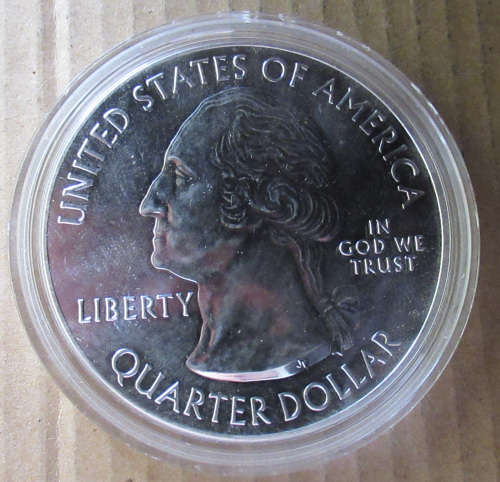 UNITED STATES OF AMERICA
IN
GOD WE
TRUST
LIBERTY
QUARTER DOLLAR